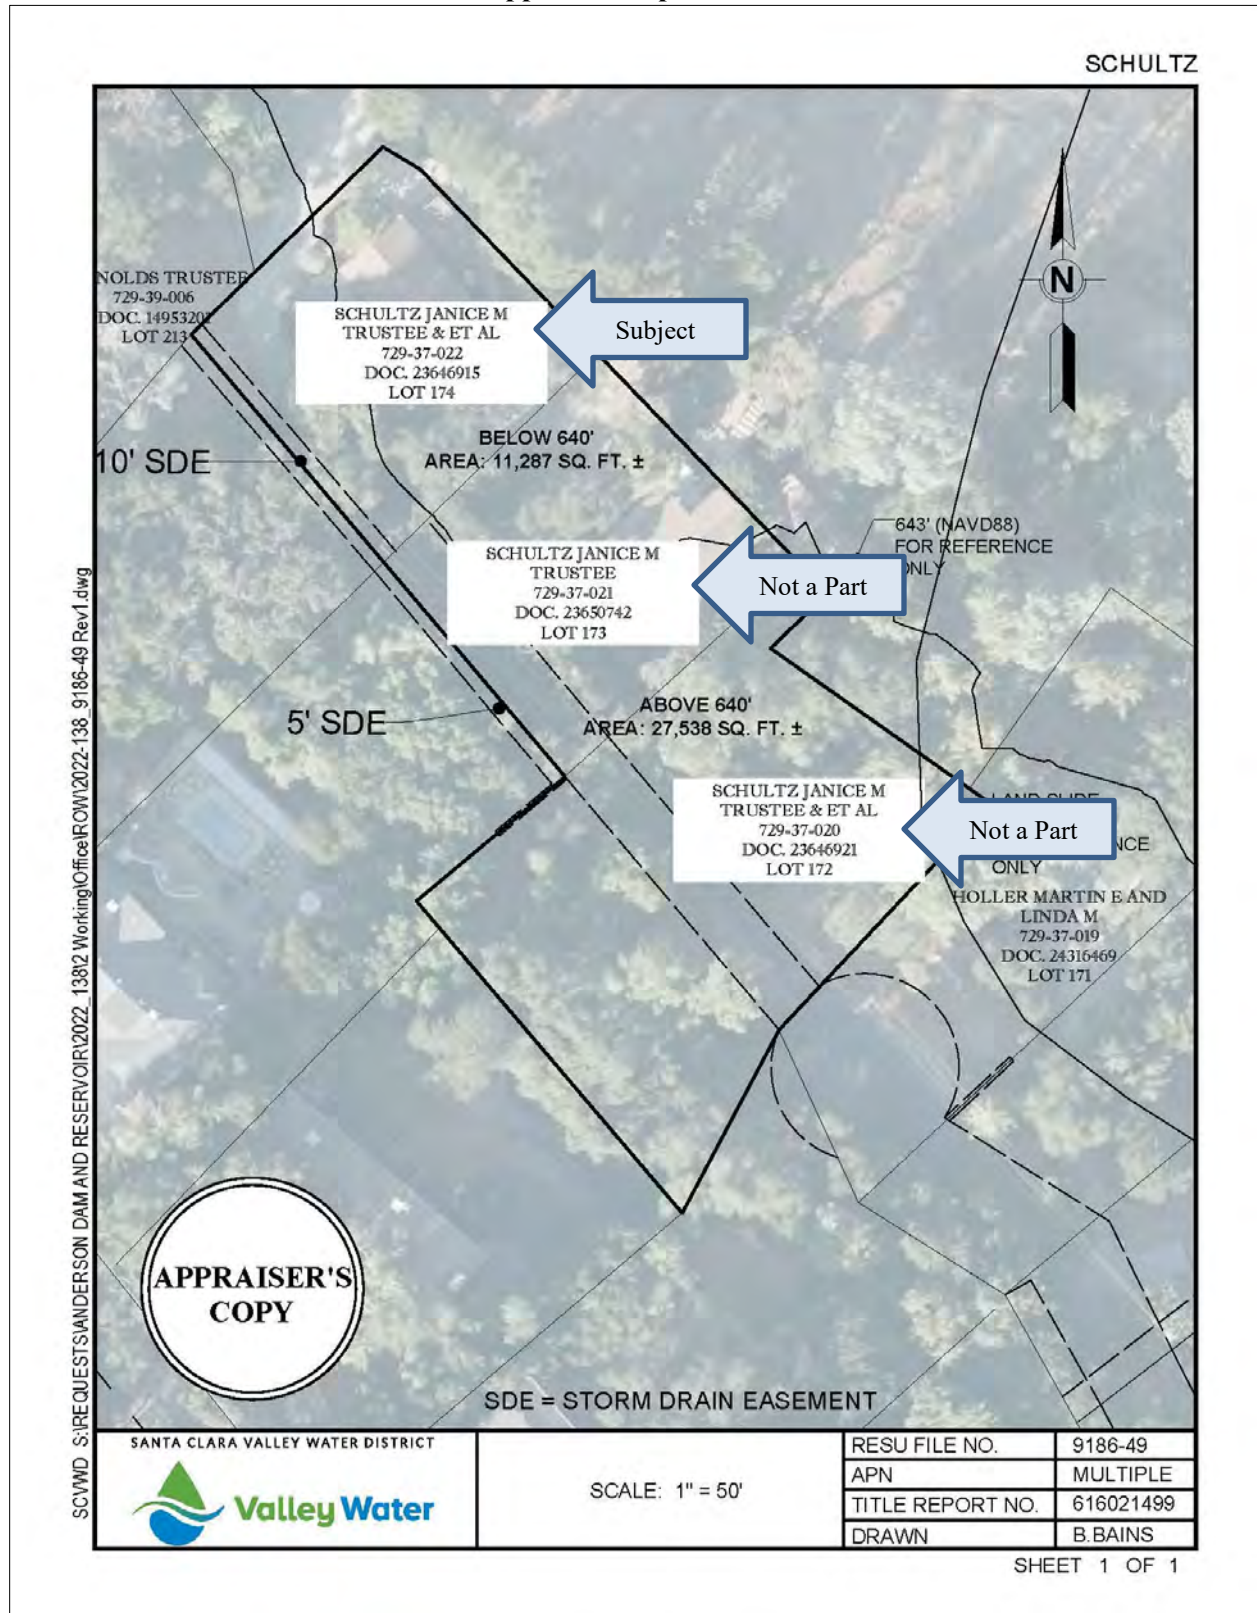 SCHULTZ
NOLDS TRUSTEE
729-39-006
DOC. 1495320
LOT 213
SCHULTZ JANICE M
TRUSTEE & ET AL
729-37-022
DOC. 23646915
LOT 174
Subject
N
BELOW 640'
AREA: 11,287 SQ. FT. ±
10' SDE
643' (NAVD88)
FOR REFERENCE
ONLY
SCHULTZ JANICE M
TRUSTEE
729-37-021
DOC. 23650742
LOT 173
Not a Part
ABOVE 640'
AREA: 27,538 SQ. FT. ±
5' SDE
SCHULTZ JANICE M
TRUSTEE & ET AL
729-37-020
DOC. 23646921
LOT 172
Not a Part
NCE
ONLY
HOLLER MARTIN E AND
LINDA M
729-37-019
DOC. 24316469
LOT 171
SCVWD S:\REQUESTS\ANDERSON DAM AND RESERVOIR\2022_138\2 Working\Office\ROW\2022-138_9186-49 Rev1.dwg
APPRAISER'S
COPY
SDE = STORM DRAIN EASEMENT
SANTA CLARA VALLEY WATER DISTRICT
Valley Water
SCALE: 1" = 50'
RESU FILE NO. 9186-49
APN MULTIPLE
TITLE REPORT NO. 616021499
DRAWN B.BAINS
SHEET 1 OF 1